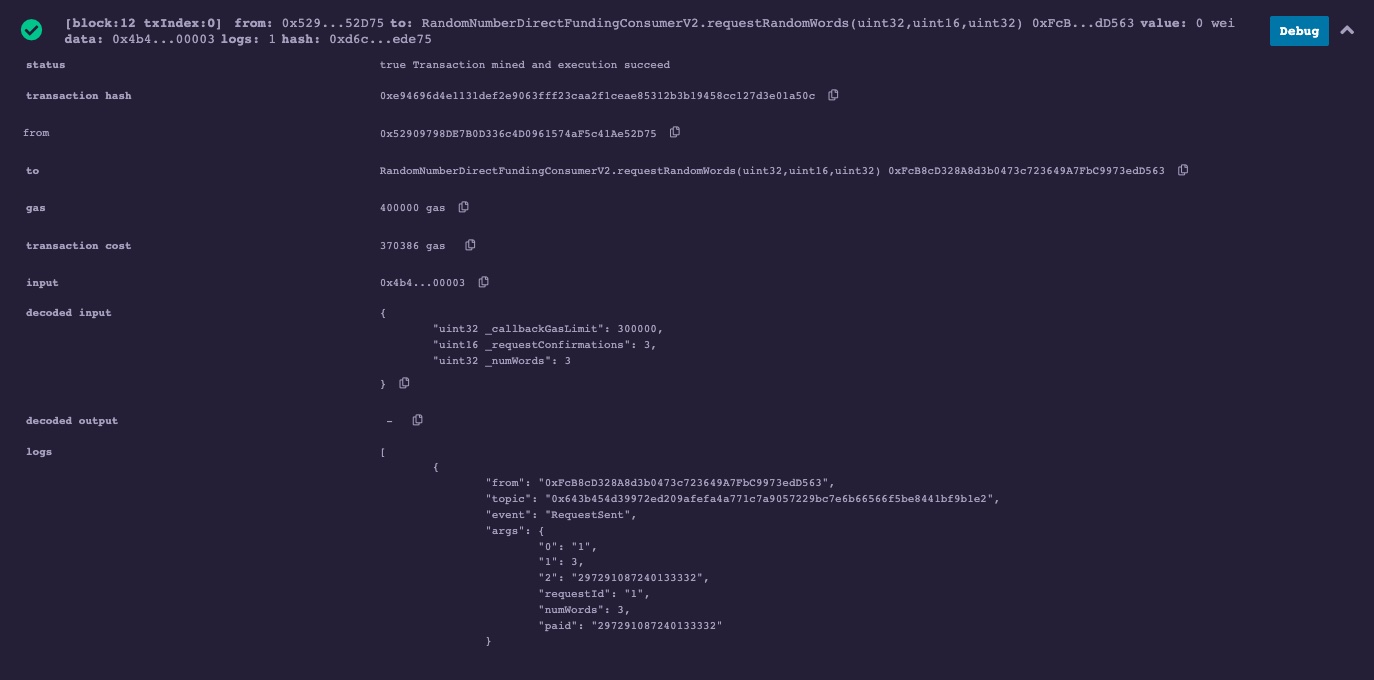 [block:12 txIndex:0] from: 0x529...52D75 to: RandomNumberDirectFundingConsumerV2.requestRandomWords(uint32,uint16,uint32) 0xFcB...dD563 value: 0 wei
data: 0x4b4...00003 logs: 1 hash: 0xd6c...ede75
Debug
status true Transaction mined and execution succeed
transaction hash 0xe94696d4e1131def2e9063fff23caa2f1ceae85312b3b19458cc127d3e01a50c
from 0x52909798DE7B0D336c4D0961574aF5c41Ae52D75
to RandomNumberDirectFundingConsumerV2.requestRandomWords(uint32,uint16,uint32) 0xFcB8cD328A8d3b0473c723649A7FbC9973edD563
gas 400000 gas
transaction cost 370386 gas
input 0x4b4...00003
decoded input {
"uint32 _callbackGasLimit": 300000,
"uint16 _requestConfirmations": 3,
"uint32 _numWords": 3
}
decoded output -
logs [
{
"from": "0xFcB8cD328A8d3b0473c723649A7FbC9973edD563",
"topic": "0x643b454d39972ed209afefa4a771c7a9057229bc7e6b66566f5be8441bf9b1e2",
"event": "RequestSent",
"args": {
"0": "1",
"1": 3,
"2": "297291087240133332",
"requestId": "1",
"numWords": 3,
"paid": "297291087240133332"
}